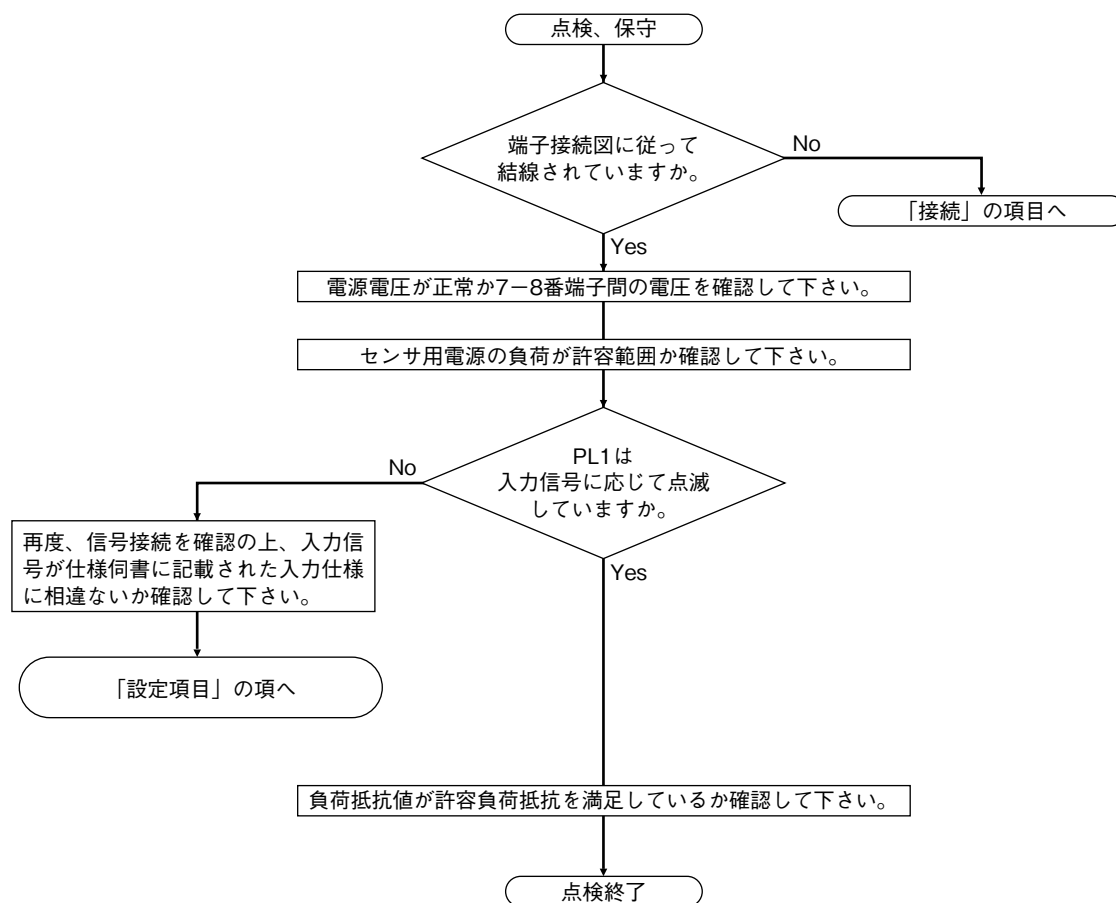 点検、保守
端子接続図に従って
結線されていますか。
No
「接続」の項目へ
Yes
電源電圧が正常か7−8番端子間の電圧を確認して下さい。
センサ用電源の負荷が許容範囲か確認して下さい。
PL1は
入力信号に応じて点滅
していますか。
No
再度、信号接続を確認の上、入力信
号が仕様伺書に記載された入力仕様
に相違ないか確認して下さい。
Yes
「設定項目」の項へ
負荷抵抗値が許容負荷抵抗を満足しているか確認して下さい。
点検終了